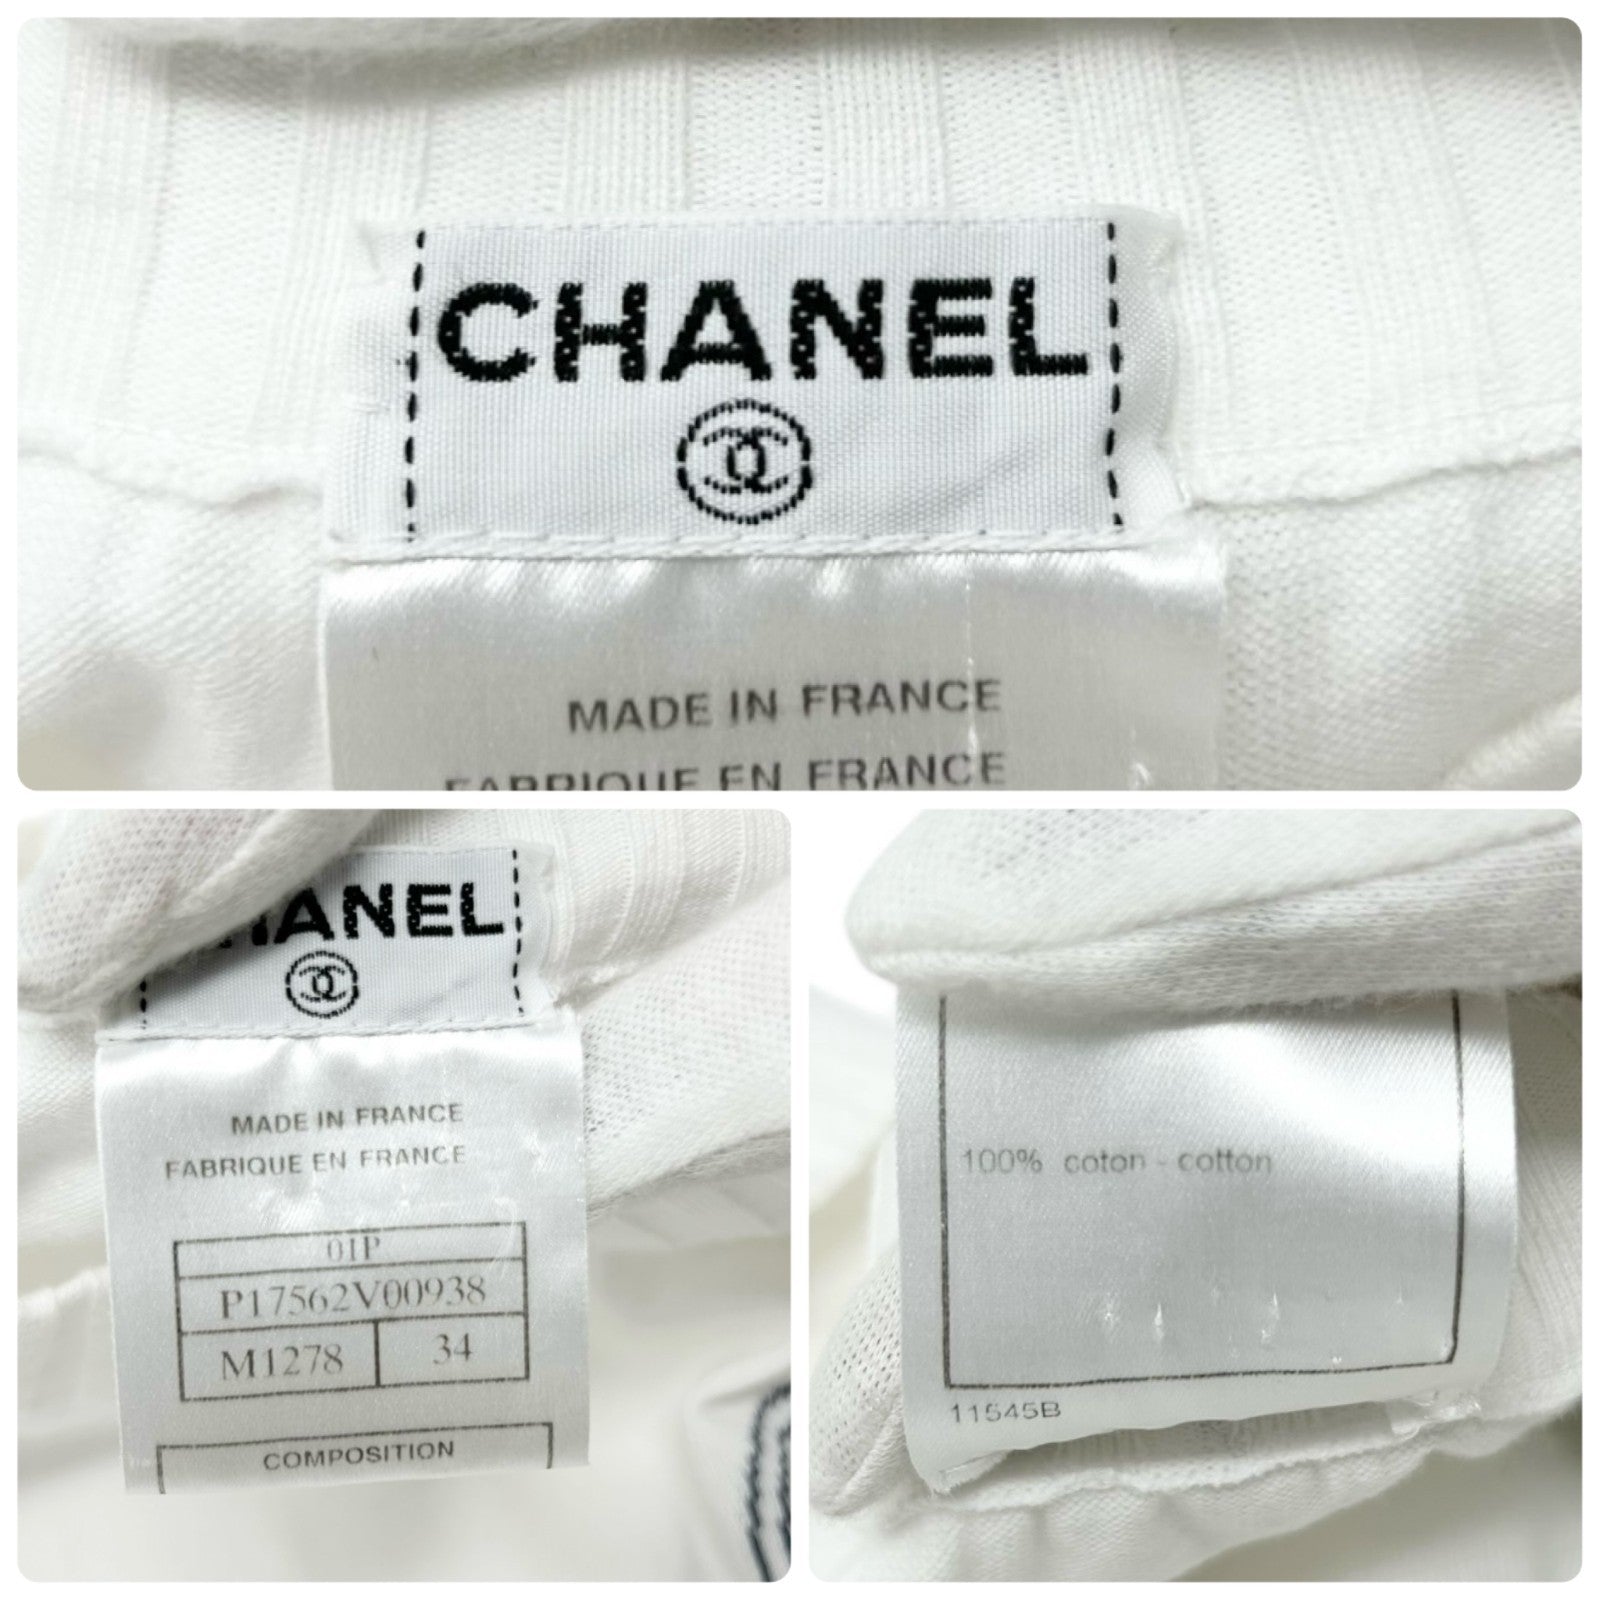 CHANEL
MADE IN FRANCE
FABRIQUE EN FRANCE
HANEL
MADE IN FRANCE
FABRIQUE EN FRANCE
01P
P17562V00938
M1278 34
COMPOSITION
100% coton - cotton
11545B